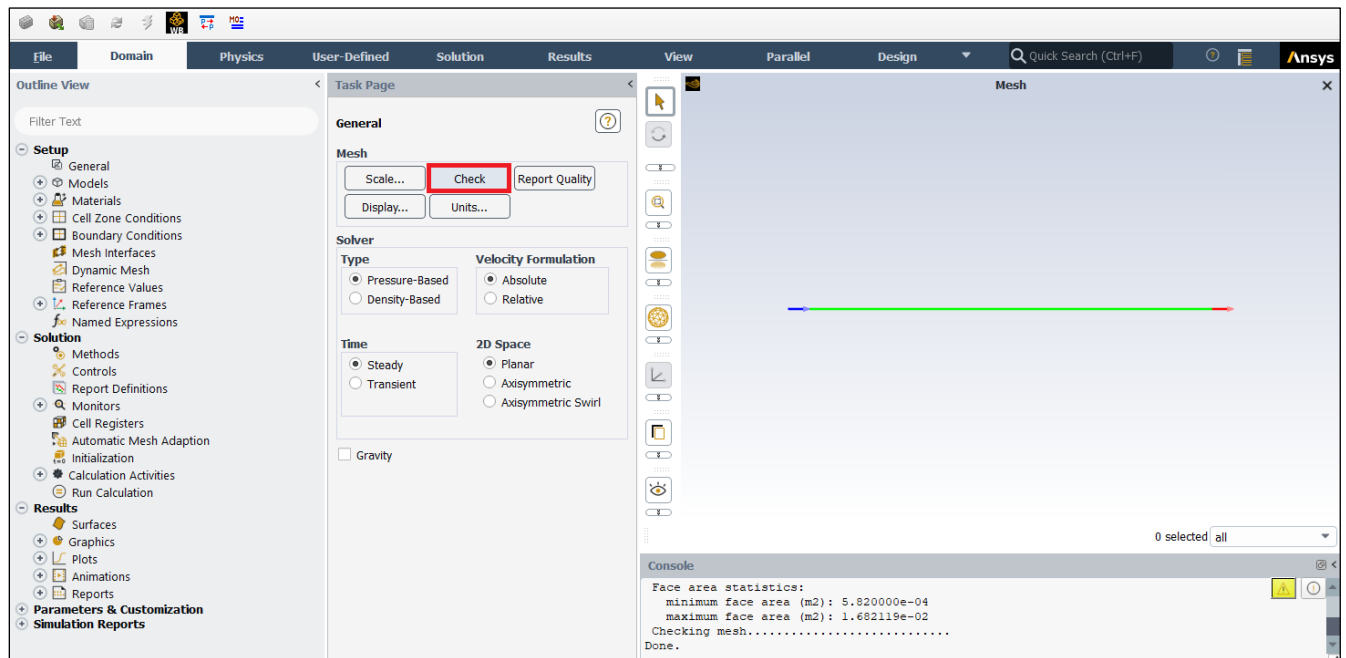 WB
MO:
File Domain Physics User-Defined Solution Results View Parallel Design Quick Search (Ctrl+F) Ansys
Outline View
Filter Text
Setup
General
Models
Materials
Cell Zone Conditions
Boundary Conditions
Mesh Interfaces
Dynamic Mesh
Reference Values
Reference Frames
Named Expressions
Solution
Methods
Controls
Report Definitions
Monitors
Cell Registers
Automatic Mesh Adaption
Initialization
Calculation Activities
Run Calculation
Results
Surfaces
Graphics
Plots
Animations
Reports
Parameters & Customization
Simulation Reports
Task Page
General
Mesh
Scale... Check Report Quality
Display... Units...
Solver
Type Velocity Formulation
Pressure-Based Absolute
Density-Based Relative
Time 2D Space
Steady Planar
Transient Axisymmetric
Axisymmetric Swirl
Gravity
Mesh
0 selected all
Console
Face area statistics:
minimum face area (m2): 5.820000e-04
maximum face area (m2): 1.682119e-02
Checking mesh............................
Done.